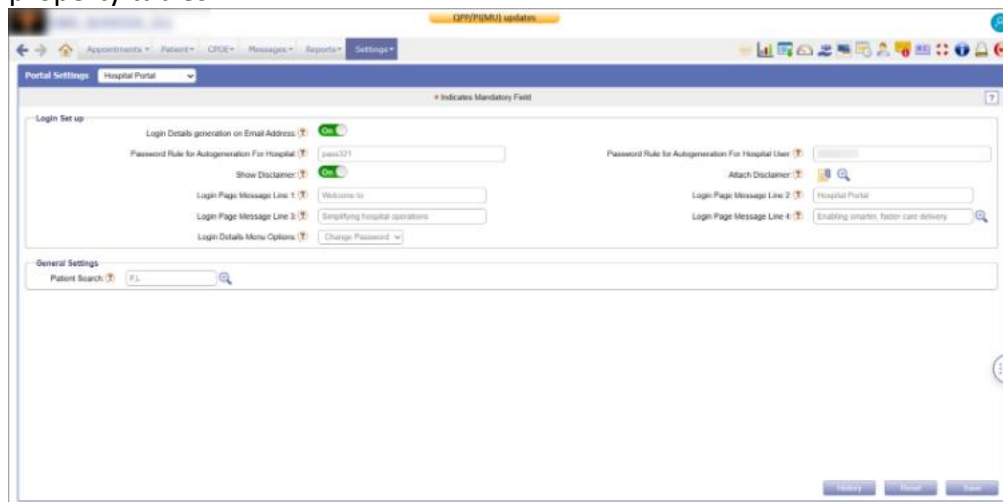 property tables
QPP/PI(MU) updates
Appointments Patient CPOE Messages Reports Settings
Portal Settings Hospital Portal
* Indicates Mandatory Field ?
Login Set up
Login Details generation on Email Address: On
Password Rule for Autogeneration For Hospital: pass321 Password Rule for Autogeneration For Hospital User:
Show Disclaimer: On Attach Disclaimer:
Login Page Message Line 1: Welcome to Login Page Message Line 2: Hospital Portal
Login Page Message Line 3: Simplifying hospital operations Login Page Message Line 4: Enabling smarter, faster care delivery
Login Details Menu Options: Change Password
General Settings
Patient Search: F,L
History Reset Save